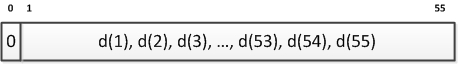 0 1 55
0 d(1), d(2), d(3), ..., d(53), d(54), d(55)